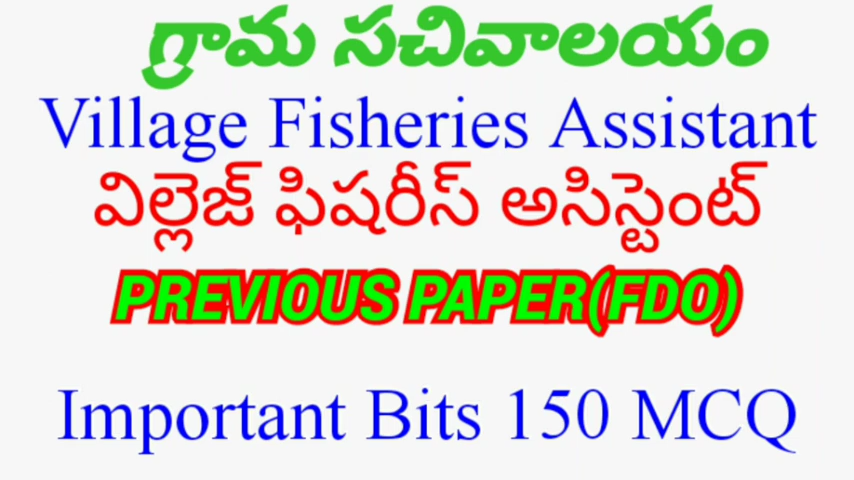 గ్రామ సచివాలయం
Village Fisheries Assistant
విల్లెజ్ ఫిషరీస్ అసిస్టెంట్
PREVIOUS PAPER(FDO)
Important Bits 150 MCQ